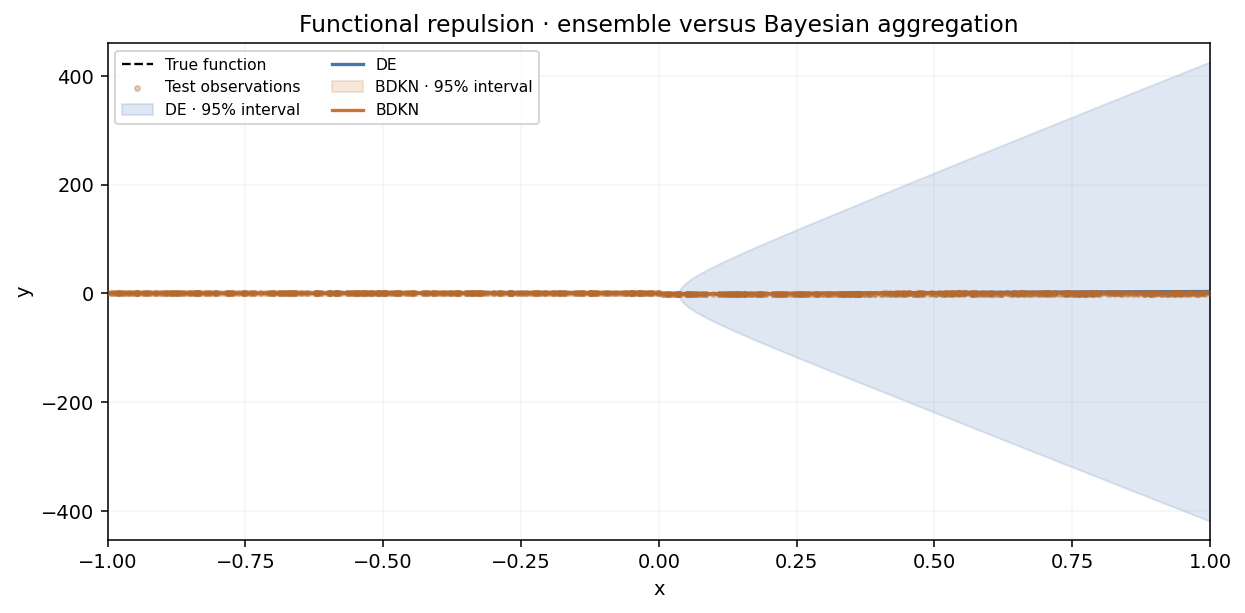 Functional repulsion · ensemble versus Bayesian aggregation
True function
Test observations
DE · 95% interval
DE
BDKN · 95% interval
BDKN
400
200
0
−200
−400
y
−1.00 −0.75 −0.50 −0.25 0.00 0.25 0.50 0.75 1.00
x